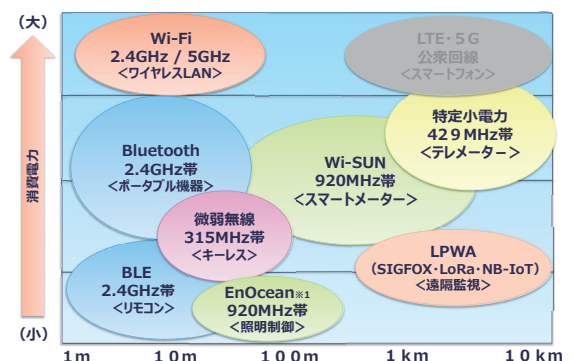 (大)
消費電力
(小)
Wi-Fi
2.4GHz / 5GHz
<ワイヤレスLAN>
LTE・5G
公衆回線
<スマートフォン>
特定小電力
429MHz帯
<テレメーター>
Bluetooth
2.4GHz帯
<ポータブル機器>
Wi-SUN
920MHz帯
<スマートメーター>
微弱無線
315MHz帯
<キーレス>
LPWA
(SIGFOX・LoRa・NB-IoT)
<遠隔監視>
BLE
2.4GHz帯
<リモコン>
EnOcean※1
920MHz帯
<照明制御>
1m 10m 100m 1km 10km